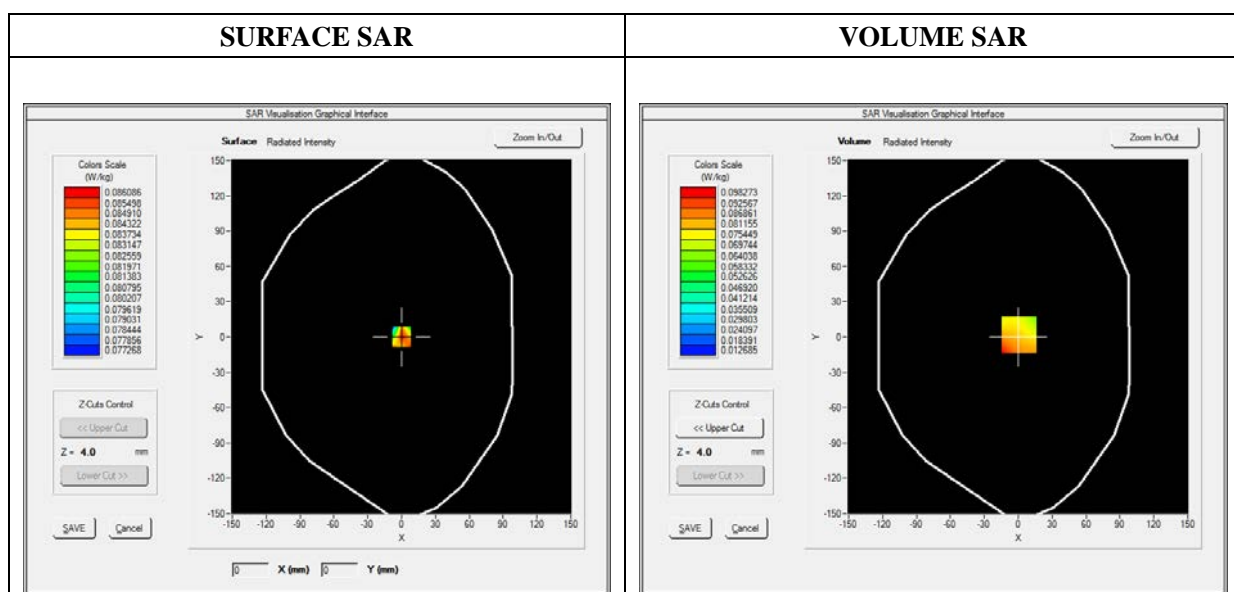 SURFACE SAR
VOLUME SAR
SAR Visualisation Graphical Interface
Surface Radiated Intensity
Zoom In/Out
Colors Scale
(W/kg)
0.086086
0.085498
0.084910
0.084322
0.083734
0.083147
0.082559
0.081971
0.081383
0.080795
0.080207
0.079619
0.079031
0.078444
0.077856
0.077268
150
120
90
60
30
0
-30
-60
-90
-120
-150
Y
-150 -120 -90 -60 -30 0 30 60 90 120 150
X
Z-Cuts Control
<< Upper Cut
Z = 4.0 mm
Lower Cut >>
SAVE Cancel
0 X (mm) 0 Y (mm)
SAR Visualisation Graphical Interface
Volume Radiated Intensity
Zoom In/Out
Colors Scale
(W/kg)
0.098273
0.092567
0.086861
0.081155
0.075449
0.069744
0.064038
0.058332
0.052626
0.046920
0.041214
0.035509
0.029803
0.024097
0.018391
0.012685
150
120
90
60
30
0
-30
-60
-90
-120
-150
Y
-150 -120 -90 -60 -30 0 30 60 90 120 150
X
Z-Cuts Control
<< Upper Cut
Z = 4.0 mm
Lower Cut >>
SAVE Cancel